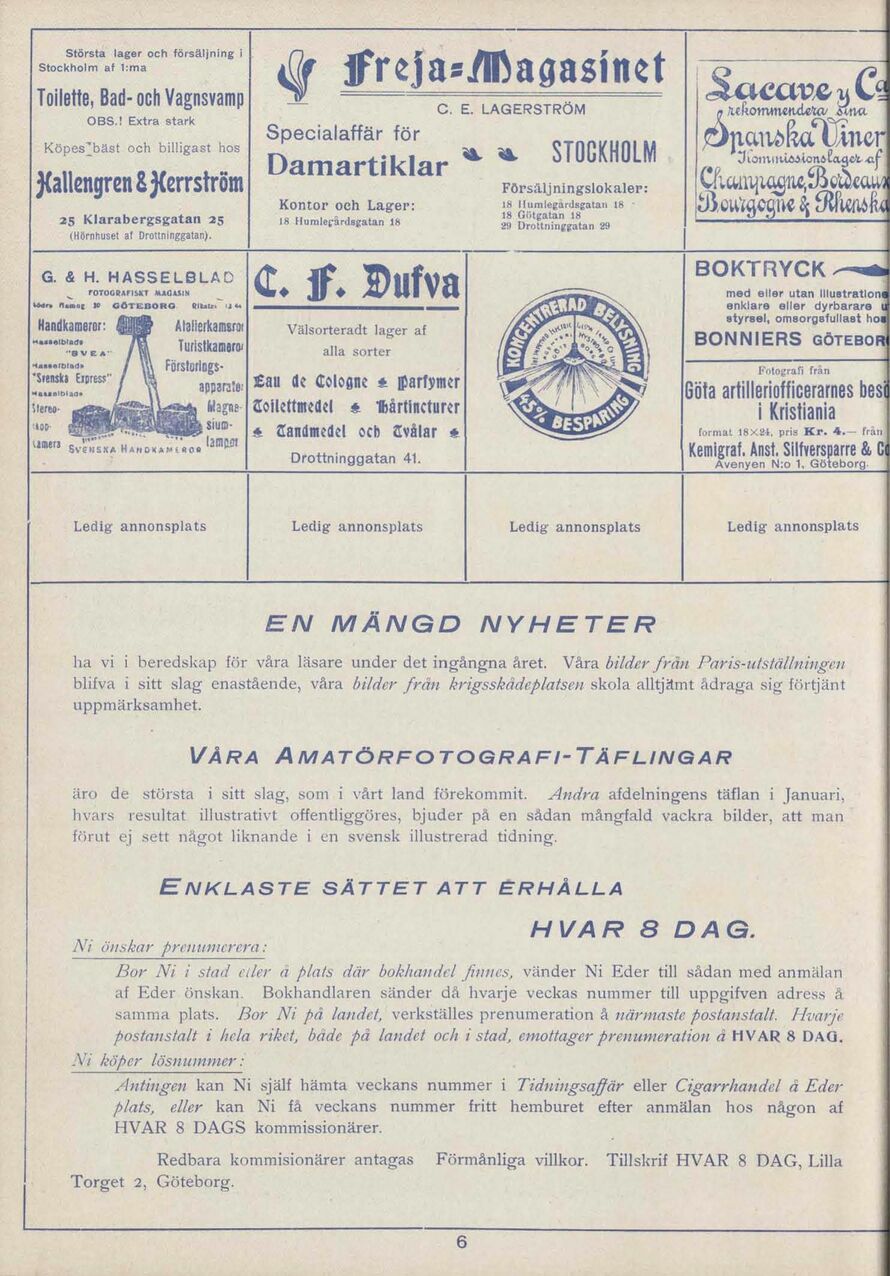 Största lager och försäljning i
Stockholm af 1:ma
Toilette, Bad- och Vagnsvamp
OBS.! Extra stark
Köpes bäst och billigast hos
Hallengren & Herrström
25 Klarabergsgatan 25
(Hörnhuset af Drottninggatan).
Freja=Magasinet
C. E. LAGERSTRÖM
Specialaffär för
Damartiklar
STOCKHOLM
Kontor och Lager:
18 Humlegårdsgatan 18
Försäljningslokaler:
18 Humlegårdsgatan 18
18 Götgatan 18
29 Drottninggatan 29
Sacave y
rekommendera sina
Spanska Viner
Kommissionslager af
Champagne, Bordeaux
Bourgogne &
G. & H. HASSELBLAD
FOTOGRAFISKT MAGASIN
GÖTEBORG
Handkameror:
Hasselblads
"SVEA"
Hasselblads
"Svenska Express"
Hasselblads
Stereo-
kamera
Atelierkameror
Turistkameror
Förstorings-
apparater
Magne-
sium-
lampor
SVENSKA HANDKAMEROR
C. F. Dufva
Välsorteradt lager af
alla sorter
Eau de Cologne Parfymer
Toilettmedel Hårtincturer
Tandmedel och Tvålar
Drottninggatan 41.
KONCENTRERAD BELYSNING
45% BESPARING
BOKTRYCK
med eller utan Illustration
enklare eller dyrbarare
styrsel, omsorgsfullast hos
BONNIERS GÖTEBOR
Fotografi från
Göta artilleriofficerarnes besö
i Kristiania
format 18×24, pris Kr. 4.— från
Kemigraf. Anst. Silfversparre & C
Avenyen N:o 1, Göteborg.
Ledig annonsplats
Ledig annonsplats
Ledig annonsplats
Ledig annonsplats
EN MÄNGD NYHETER
ha vi i beredskap för våra läsare under det ingångna året. Våra bilder från Paris-utställningen
blifva i sitt slag enastående, våra bilder från krigsskådeplatsen skola alltjämt ådraga sig förtjänt
uppmärksamhet.
VÅRA AMATÖRFOTOGRAFI-TÄFLINGAR
äro de största i sitt slag, som i vårt land förekommit. Andra afdelningens täflan i Januari,
hvars resultat illustrativt offentliggöres, bjuder på en sådan mångfald vackra bilder, att man
förut ej sett något liknande i en svensk illustrerad tidning.
ENKLASTE SÄTTET ATT ERHÅLLA
HVAR 8 DAG.
Ni önskar prenumerera:
Bor Ni i stad eller å plats där bokhandel finnes, vänder Ni Eder till sådan med anmälan
af Eder önskan. Bokhandlaren sänder då hvarje veckas nummer till uppgifven adress å
samma plats. Bor Ni på landet, verkställes prenumeration å närmaste postanstalt. Hvarje
postanstalt i hela riket, både på landet och i stad, emottager prenumeration å HVAR 8 DAG.
Ni köper lösnummer:
Antingen kan Ni själf hämta veckans nummer i Tidningsaffär eller Cigarrhandel å Eder
plats, eller kan Ni få veckans nummer fritt hemburet efter anmälan hos någon af
HVAR 8 DAGS kommissionärer.
Redbara kommisionärer antagas Förmånliga villkor. Tillskrif HVAR 8 DAG, Lilla
Torget 2, Göteborg.
6